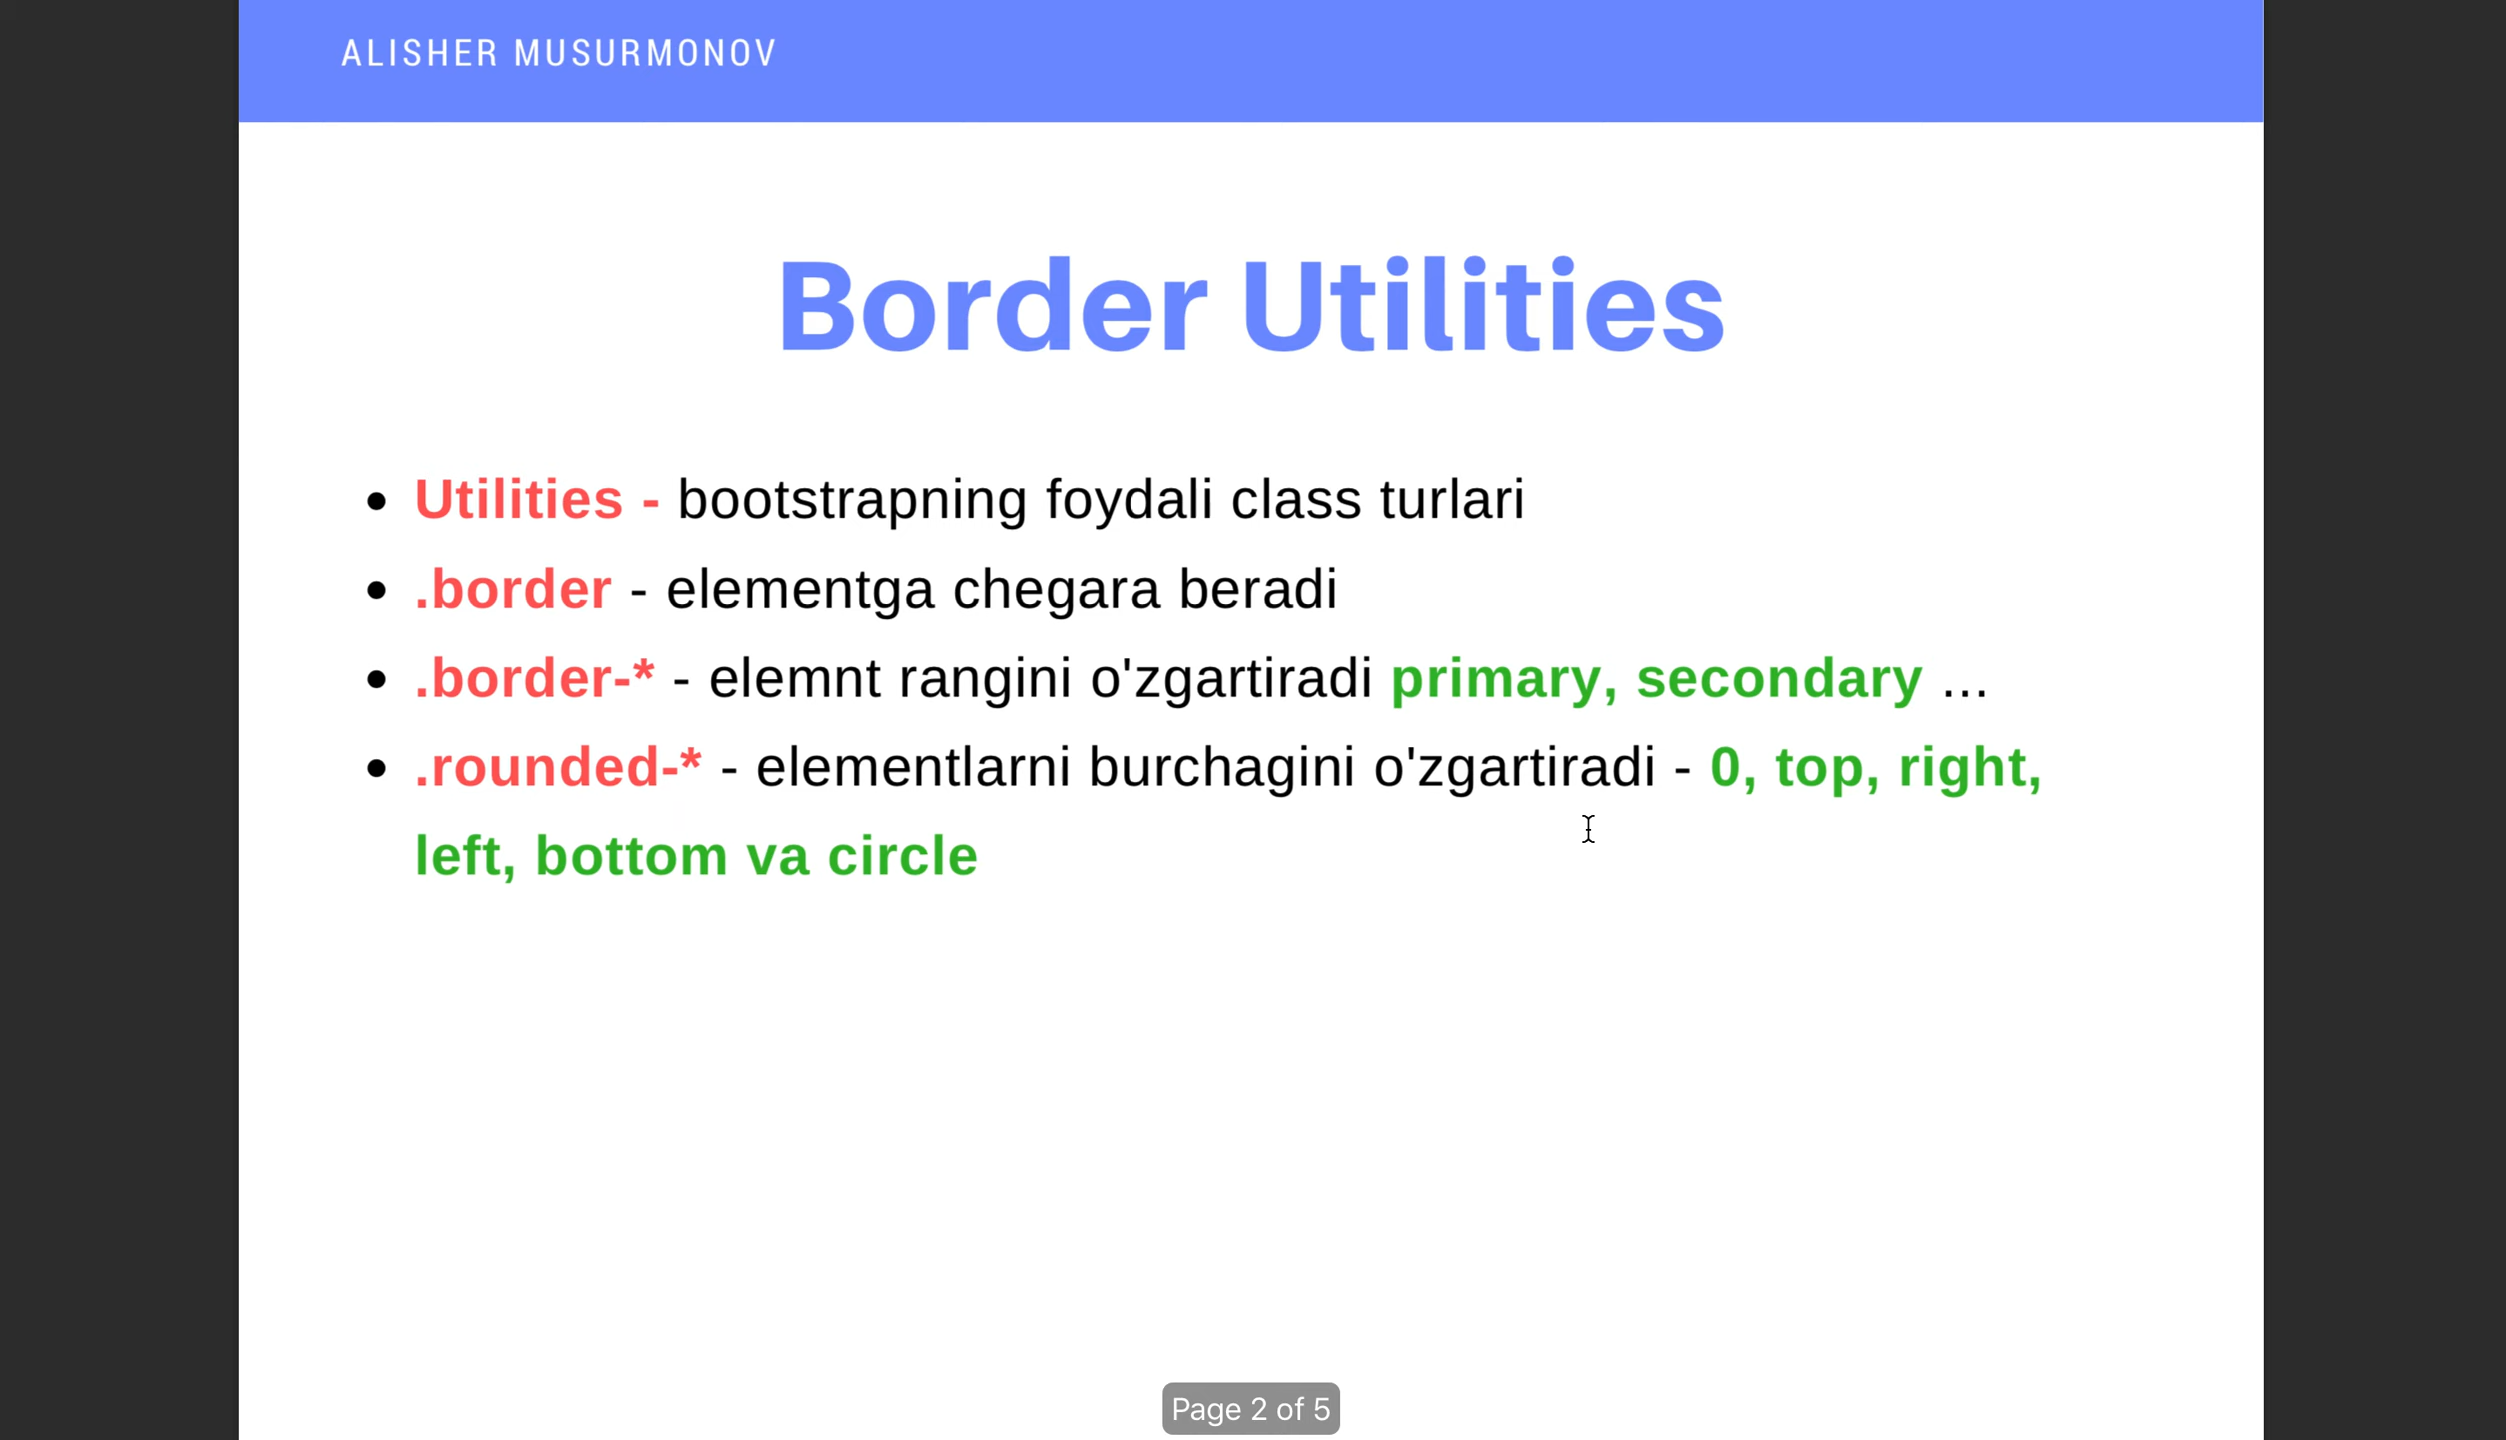 ALISHER MUSURMONOV
Border Utilities
• Utilities - bootstrapning foydali class turlari
• .border - elementga chegara beradi
• .border-* - elemnt rangini o'zgartiradi primary, secondary ...
• .rounded-* - elementlarni burchagini o'zgartiradi - 0, top, right,
left, bottom va circle
Page 2 of 5